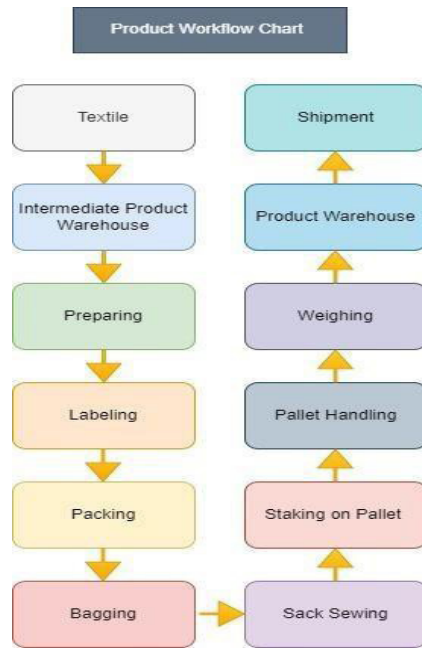 Product Workflow Chart
Textile
Intermediate Product
Warehouse
Preparing
Labeling
Packing
Bagging
Sack Sewing
Staking on Pallet
Pallet Handling
Weighing
Product Warehouse
Shipment